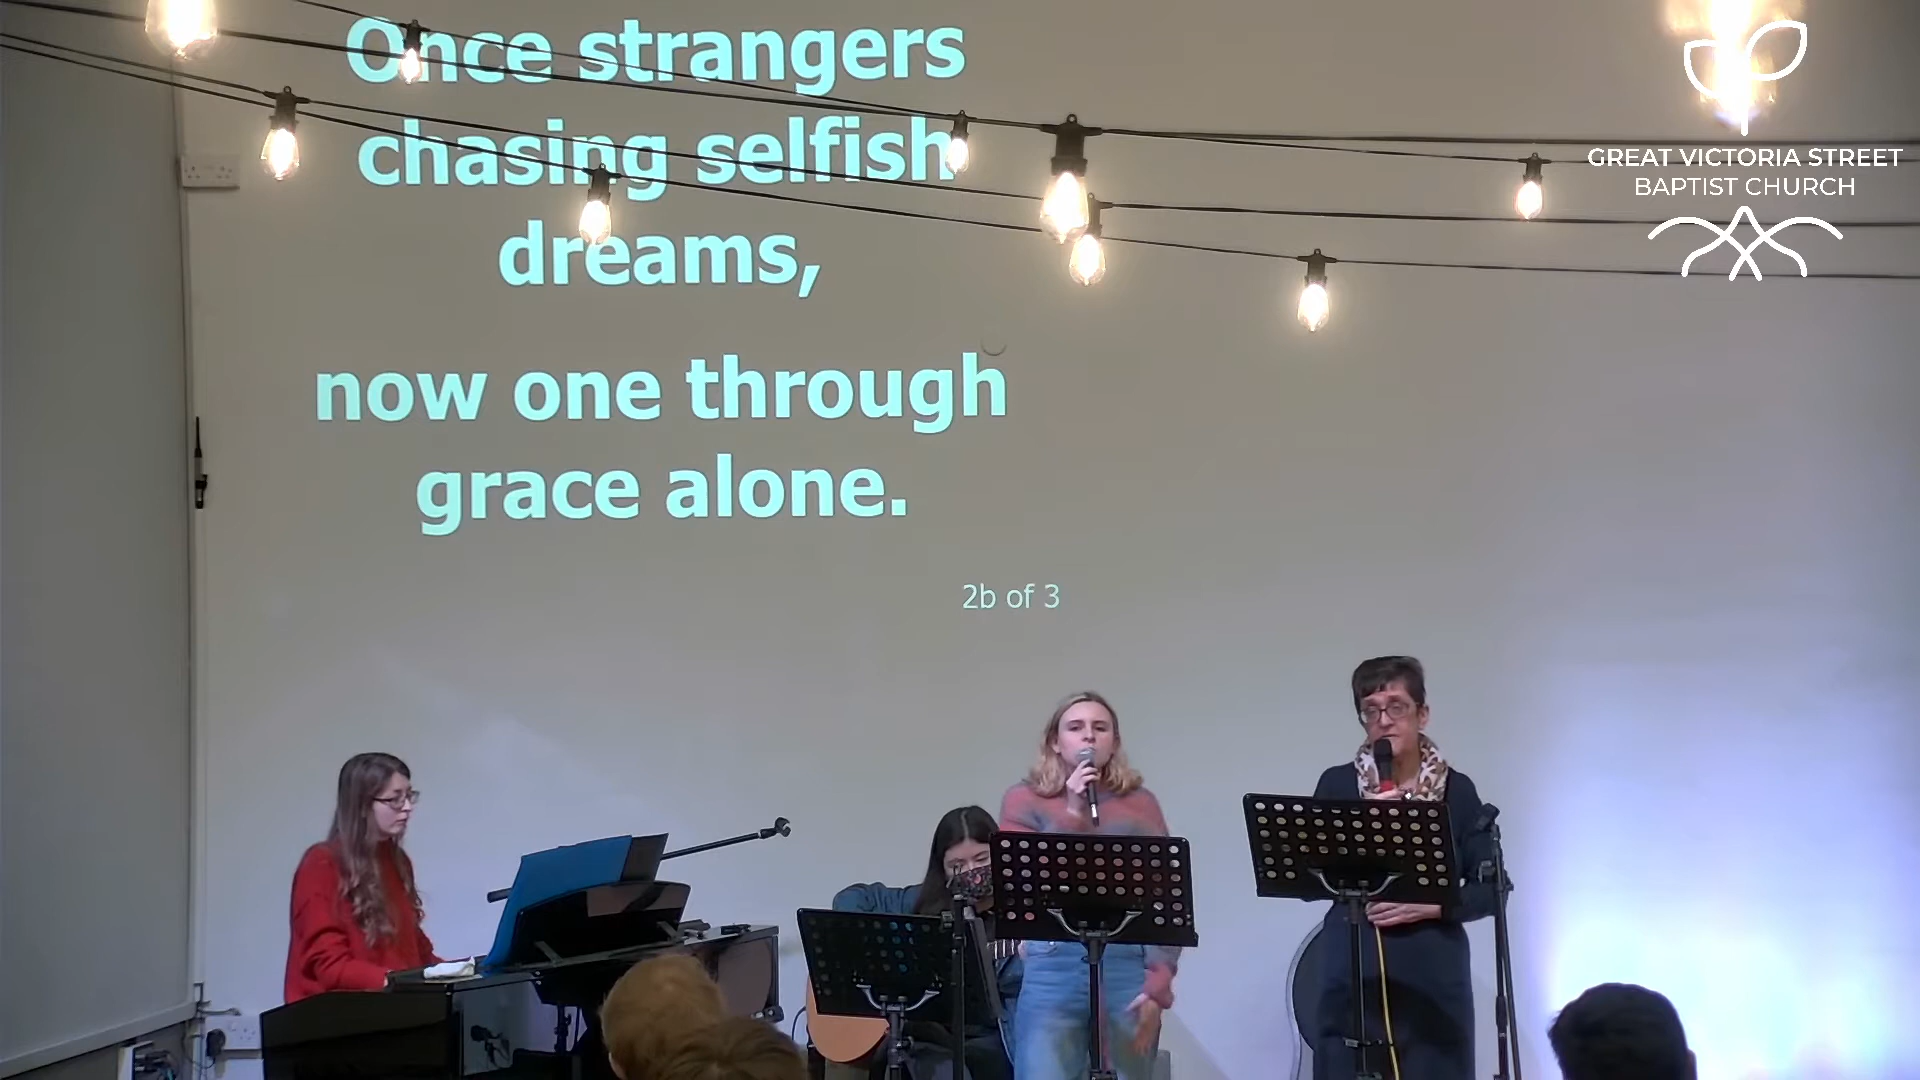 Once strangers
chasing selfish
dreams,
now one through
grace alone.
2b of 3
GREAT VICTORIA STREET
BAPTIST CHURCH